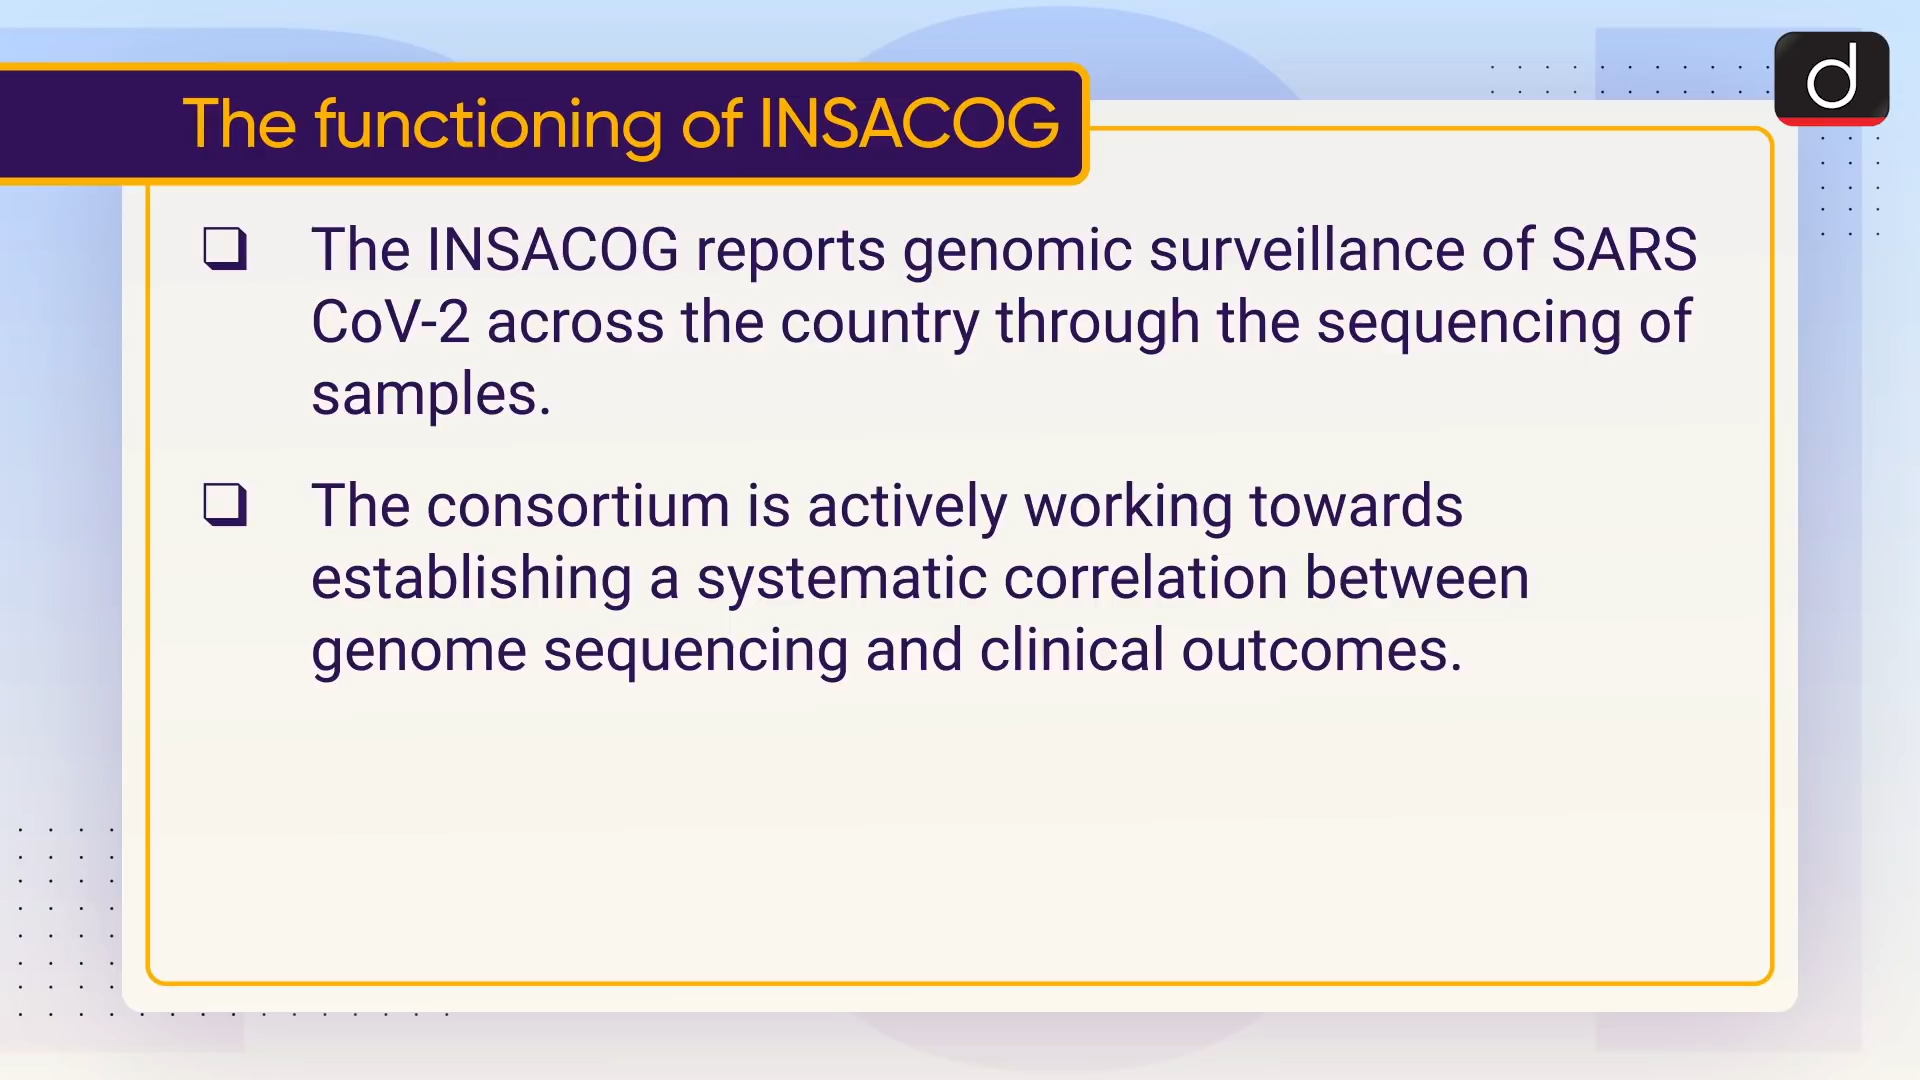 The functioning of INSACOG
d
❑ The INSACOG reports genomic surveillance of SARS
CoV-2 across the country through the sequencing of
samples.
❑ The consortium is actively working towards
establishing a systematic correlation between
genome sequencing and clinical outcomes.